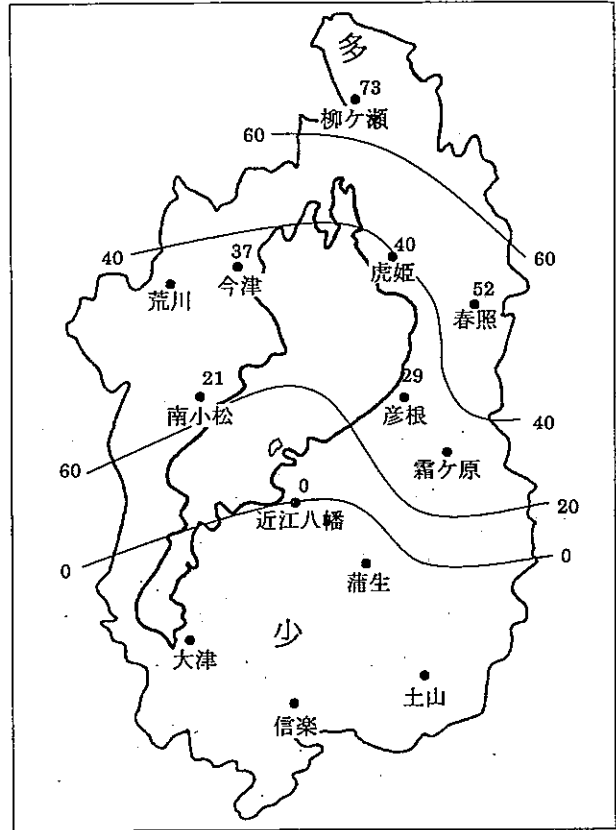 多
73
柳ケ瀬
60
40
37
今津
荒川
40
虎姫
60
52
春照
21
南小松
29
彦根
40
霜ケ原
60
20
0
近江八幡
0
0
蒲生
少
大津
土山
信楽